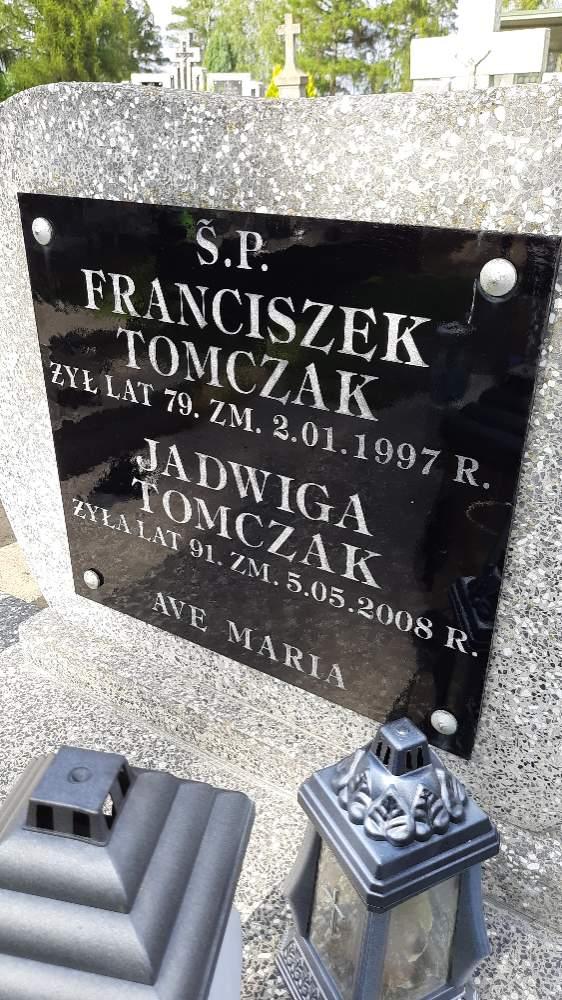 Ś.P.
FRANCISZEK
TOMCZAK
ŻYŁ LAT 79. ZM. 2.01.1997 R.
JADWIGA
TOMCZAK
ŻYŁA LAT 91. ZM. 5.05.2008 R.
AVE MARIA